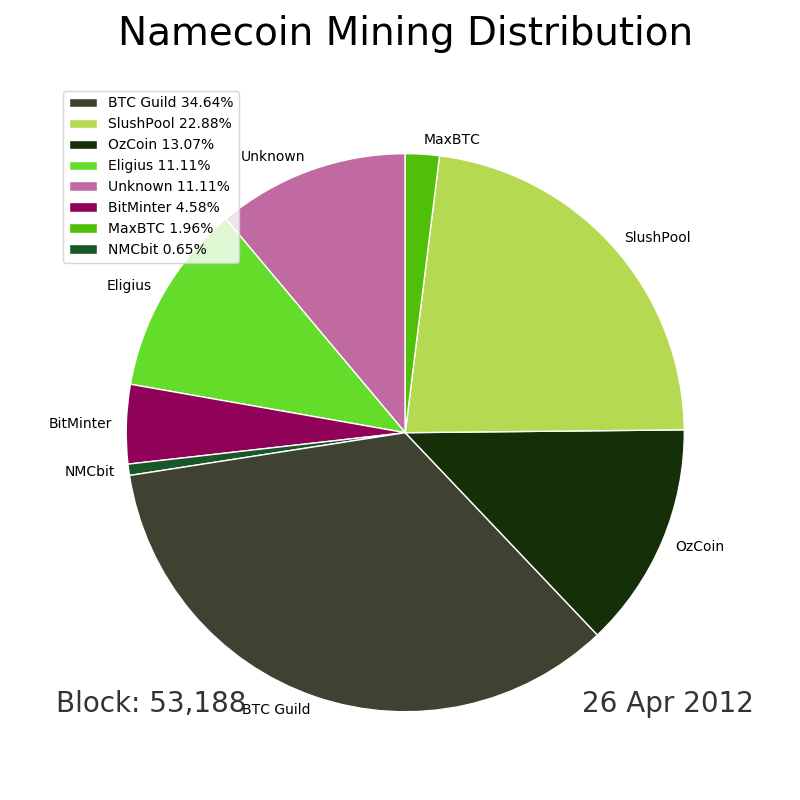 Namecoin Mining Distribution
BTC Guild 34.64%
SlushPool 22.88%
OzCoin 13.07%
Eligius 11.11%
Unknown 11.11%
BitMinter 4.58%
MaxBTC 1.96%
NMCbit 0.65%
MaxBTC
Unknown
SlushPool
Eligius
BitMinter
NMCbit
OzCoin
BTC Guild
Block: 53,188
26 Apr 2012